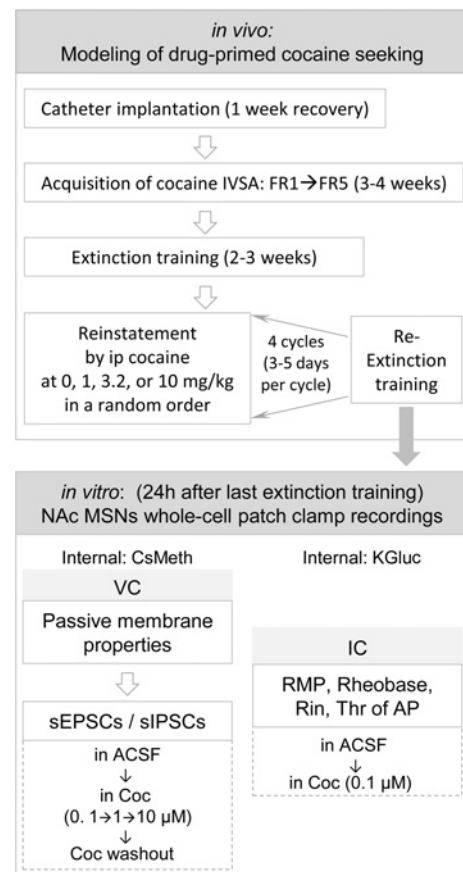 in vivo:
Modeling of drug-primed cocaine seeking
Catheter implantation (1 week recovery)
Acquisition of cocaine IVSA: FR1→FR5 (3-4 weeks)
Extinction training (2-3 weeks)
Reinstatement
by ip cocaine
at 0, 1, 3.2, or 10 mg/kg
in a random order
4 cycles
(3-5 days
per cycle)
Re-
Extinction
training
in vitro: (24h after last extinction training)
NAc MSNs whole-cell patch clamp recordings
Internal: CsMeth
VC
Passive membrane
properties
sEPSCs / sIPSCs
in ACSF
↓
in Coc
(0. 1→1→10 µM)
↓
Coc washout
Internal: KGluc
IC
RMP, Rheobase,
Rin, Thr of AP
in ACSF
↓
in Coc (0.1 µM)